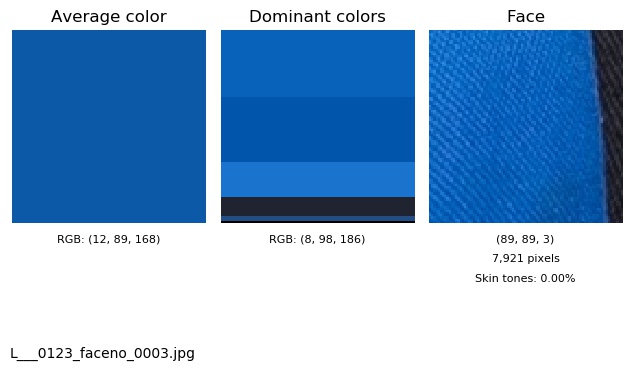 Average color
Dominant colors
Face
RGB: (12, 89, 168)
RGB: (8, 98, 186)
(89, 89, 3)
7,921 pixels
Skin tones: 0.00%
L___0123_faceno_0003.jpg